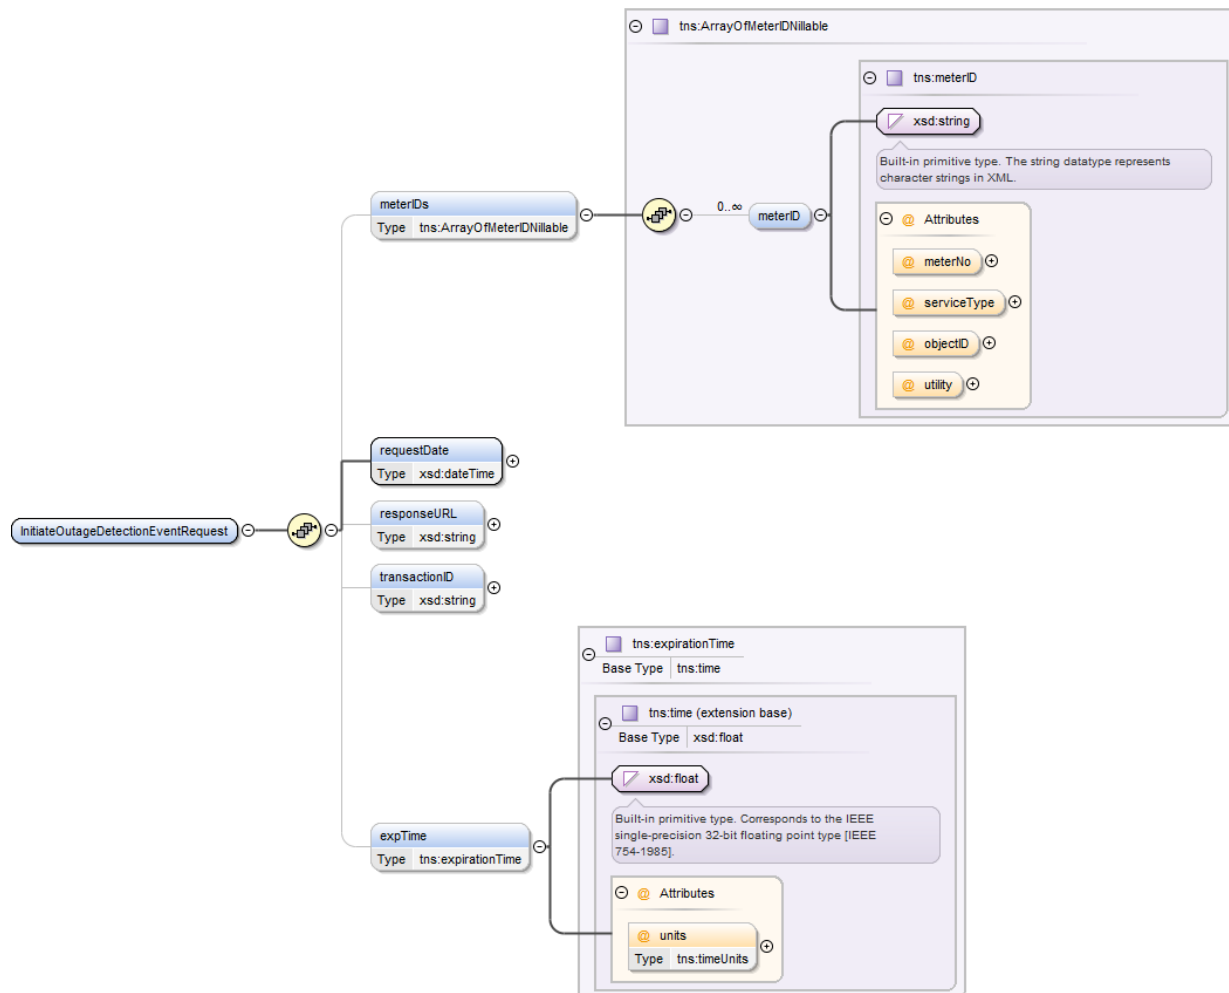 tns:ArrayOfMeterIDNillable
tns:meterID
xsd:string
Built-in primitive type. The string datatype represents
character strings in XML.
meterIDs
Type tns:ArrayOfMeterIDNillable
0..∞
meterID
@ Attributes
@ meterNo
@ serviceType
@ objectID
@ utility
requestDate
Type xsd:dateTime
InitiateOutageDetectionEventRequest
responseURL
Type xsd:string
transactionID
Type xsd:string
tns:expirationTime
Base Type tns:time
tns:time (extension base)
Base Type xsd:float
xsd:float
Built-in primitive type. Corresponds to the IEEE
single-precision 32-bit floating point type [IEEE
754-1985].
expTime
Type tns:expirationTime
@ Attributes
@ units
Type tns:timeUnits